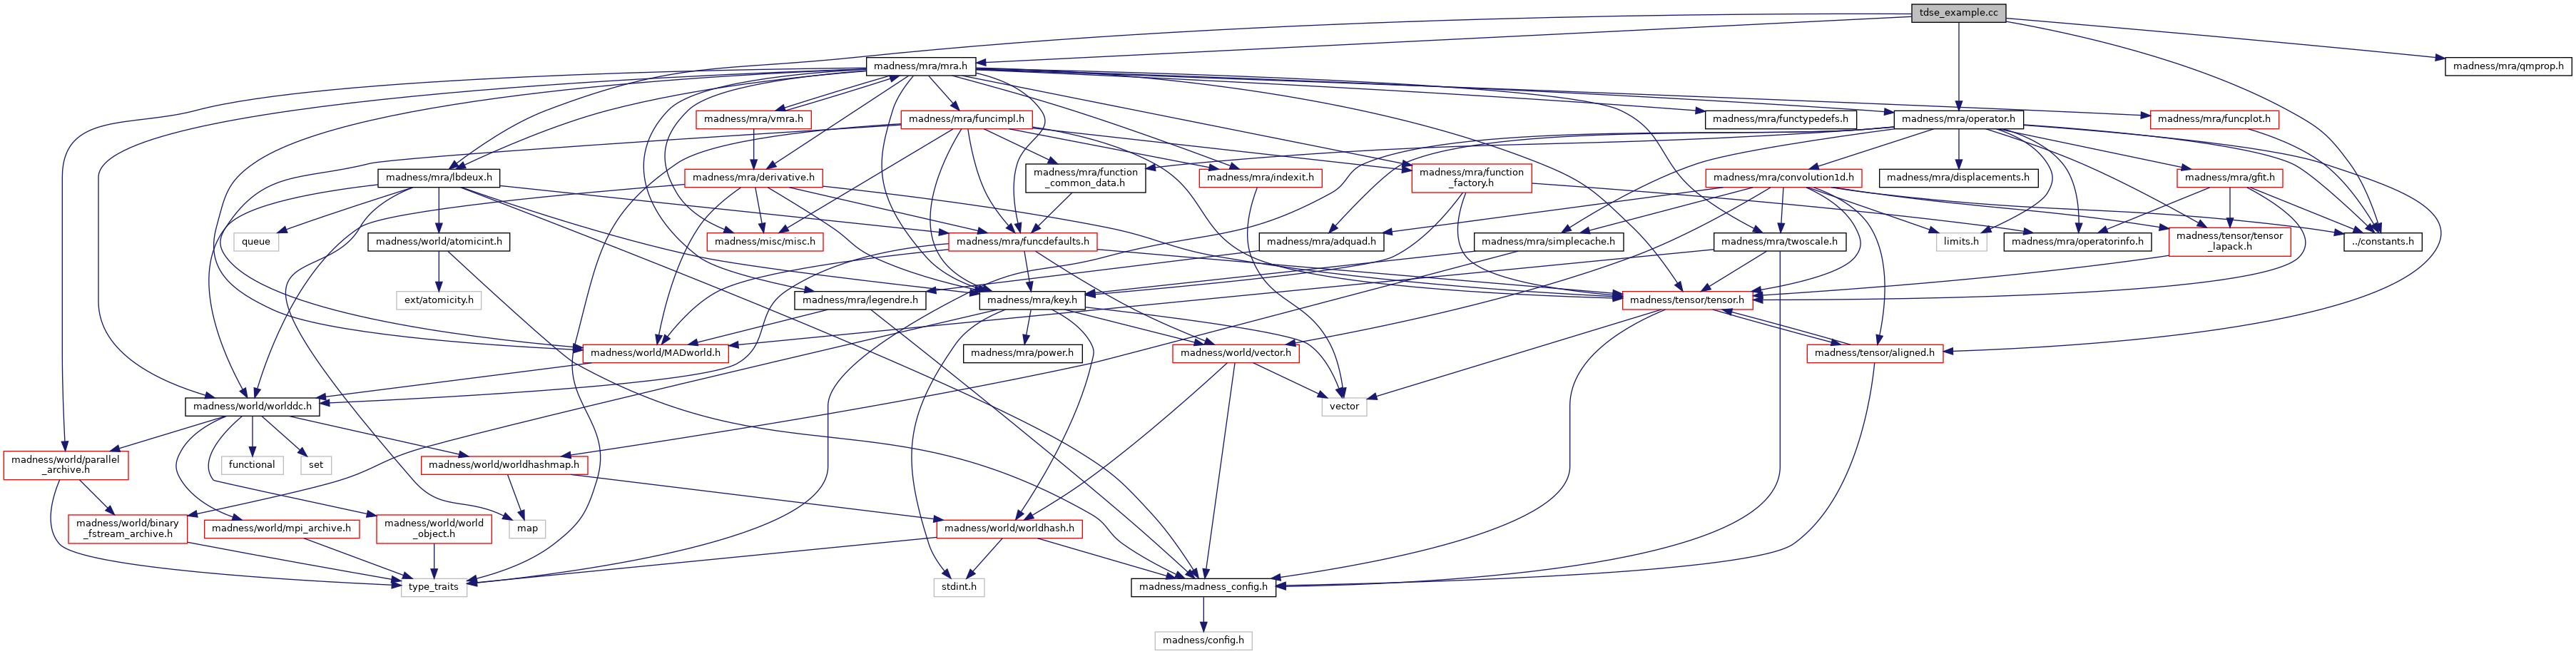 tdse_example.cc
madness/mra/mra.h
madness/mra/qmprop.h
madness/mra/vmra.h
madness/mra/funcimpl.h
madness/mra/functypedefs.h
madness/mra/operator.h
madness/mra/funcplot.h
madness/mra/lbdeux.h
madness/mra/derivative.h
madness/mra/function
_common_data.h
madness/mra/indexit.h
madness/mra/function
_factory.h
madness/mra/convolution1d.h
madness/mra/displacements.h
madness/mra/gfit.h
queue
madness/world/atomicint.h
madness/misc/misc.h
madness/mra/funcdefaults.h
madness/mra/adquad.h
madness/mra/simplecache.h
madness/mra/twoscale.h
limits.h
madness/mra/operatorinfo.h
madness/tensor/tensor
_lapack.h
../constants.h
ext/atomicity.h
madness/mra/legendre.h
madness/mra/key.h
madness/tensor/tensor.h
madness/world/MADworld.h
madness/mra/power.h
madness/world/vector.h
madness/tensor/aligned.h
madness/world/worlddc.h
vector
madness/world/parallel
_archive.h
functional
set
madness/world/worldhashmap.h
madness/world/binary
_fstream_archive.h
madness/world/mpi_archive.h
madness/world/world
_object.h
map
madness/world/worldhash.h
type_traits
stdint.h
madness/madness_config.h
madness/config.h